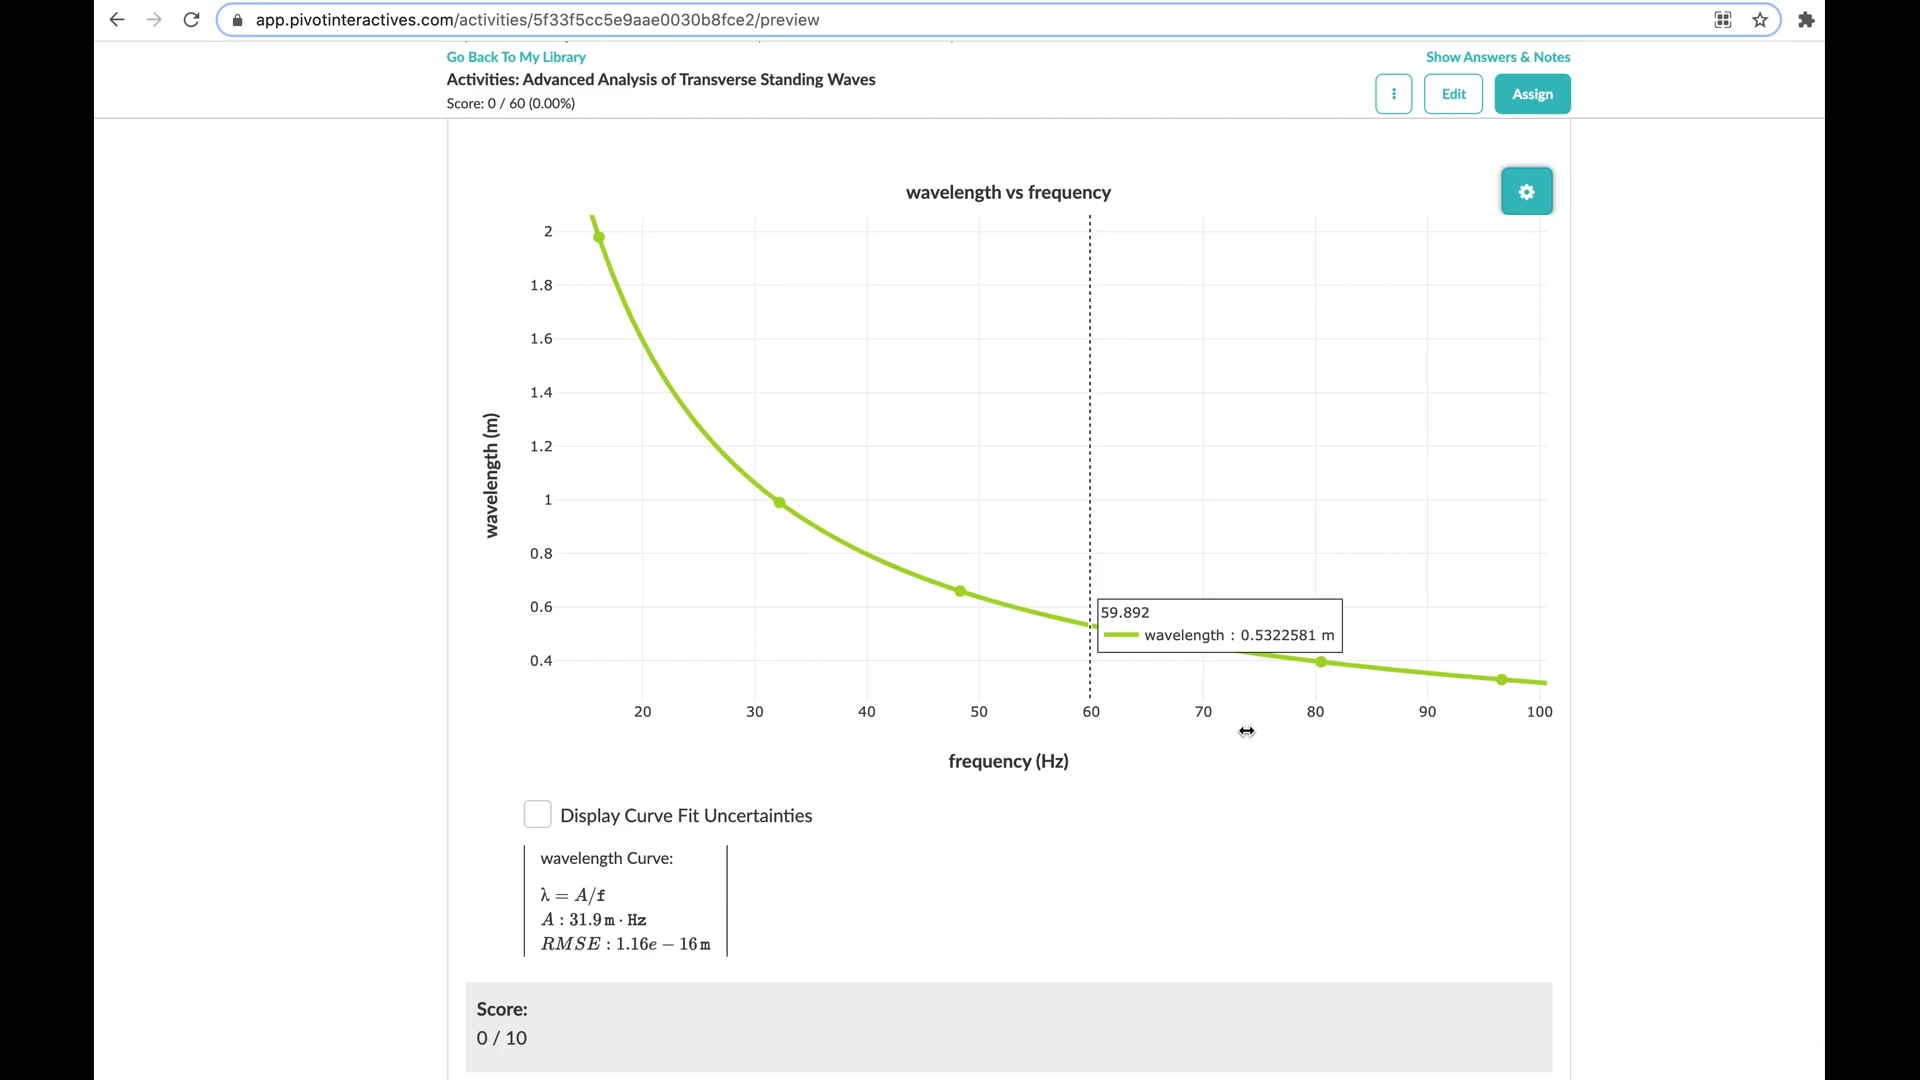 app.pivotinteractives.com/activities/5f33f5cc5e9aae0030b8fce2/preview
Go Back To My Library
Show Answers & Notes
Activities: Advanced Analysis of Transverse Standing Waves
Score: 0 / 60 (0.00%)
Edit
Assign
wavelength vs frequency
2
1.8
1.6
1.4
1.2
1
0.8
0.6
0.4
wavelength (m)
59.892
wavelength : 0.5322581 m
20 30 40 50 60 70 80 90 100
frequency (Hz)
Display Curve Fit Uncertainties
wavelength Curve:
λ = A/f
A : 31.9 m · Hz
RMSE : 1.16e − 16 m
Score:
0 / 10